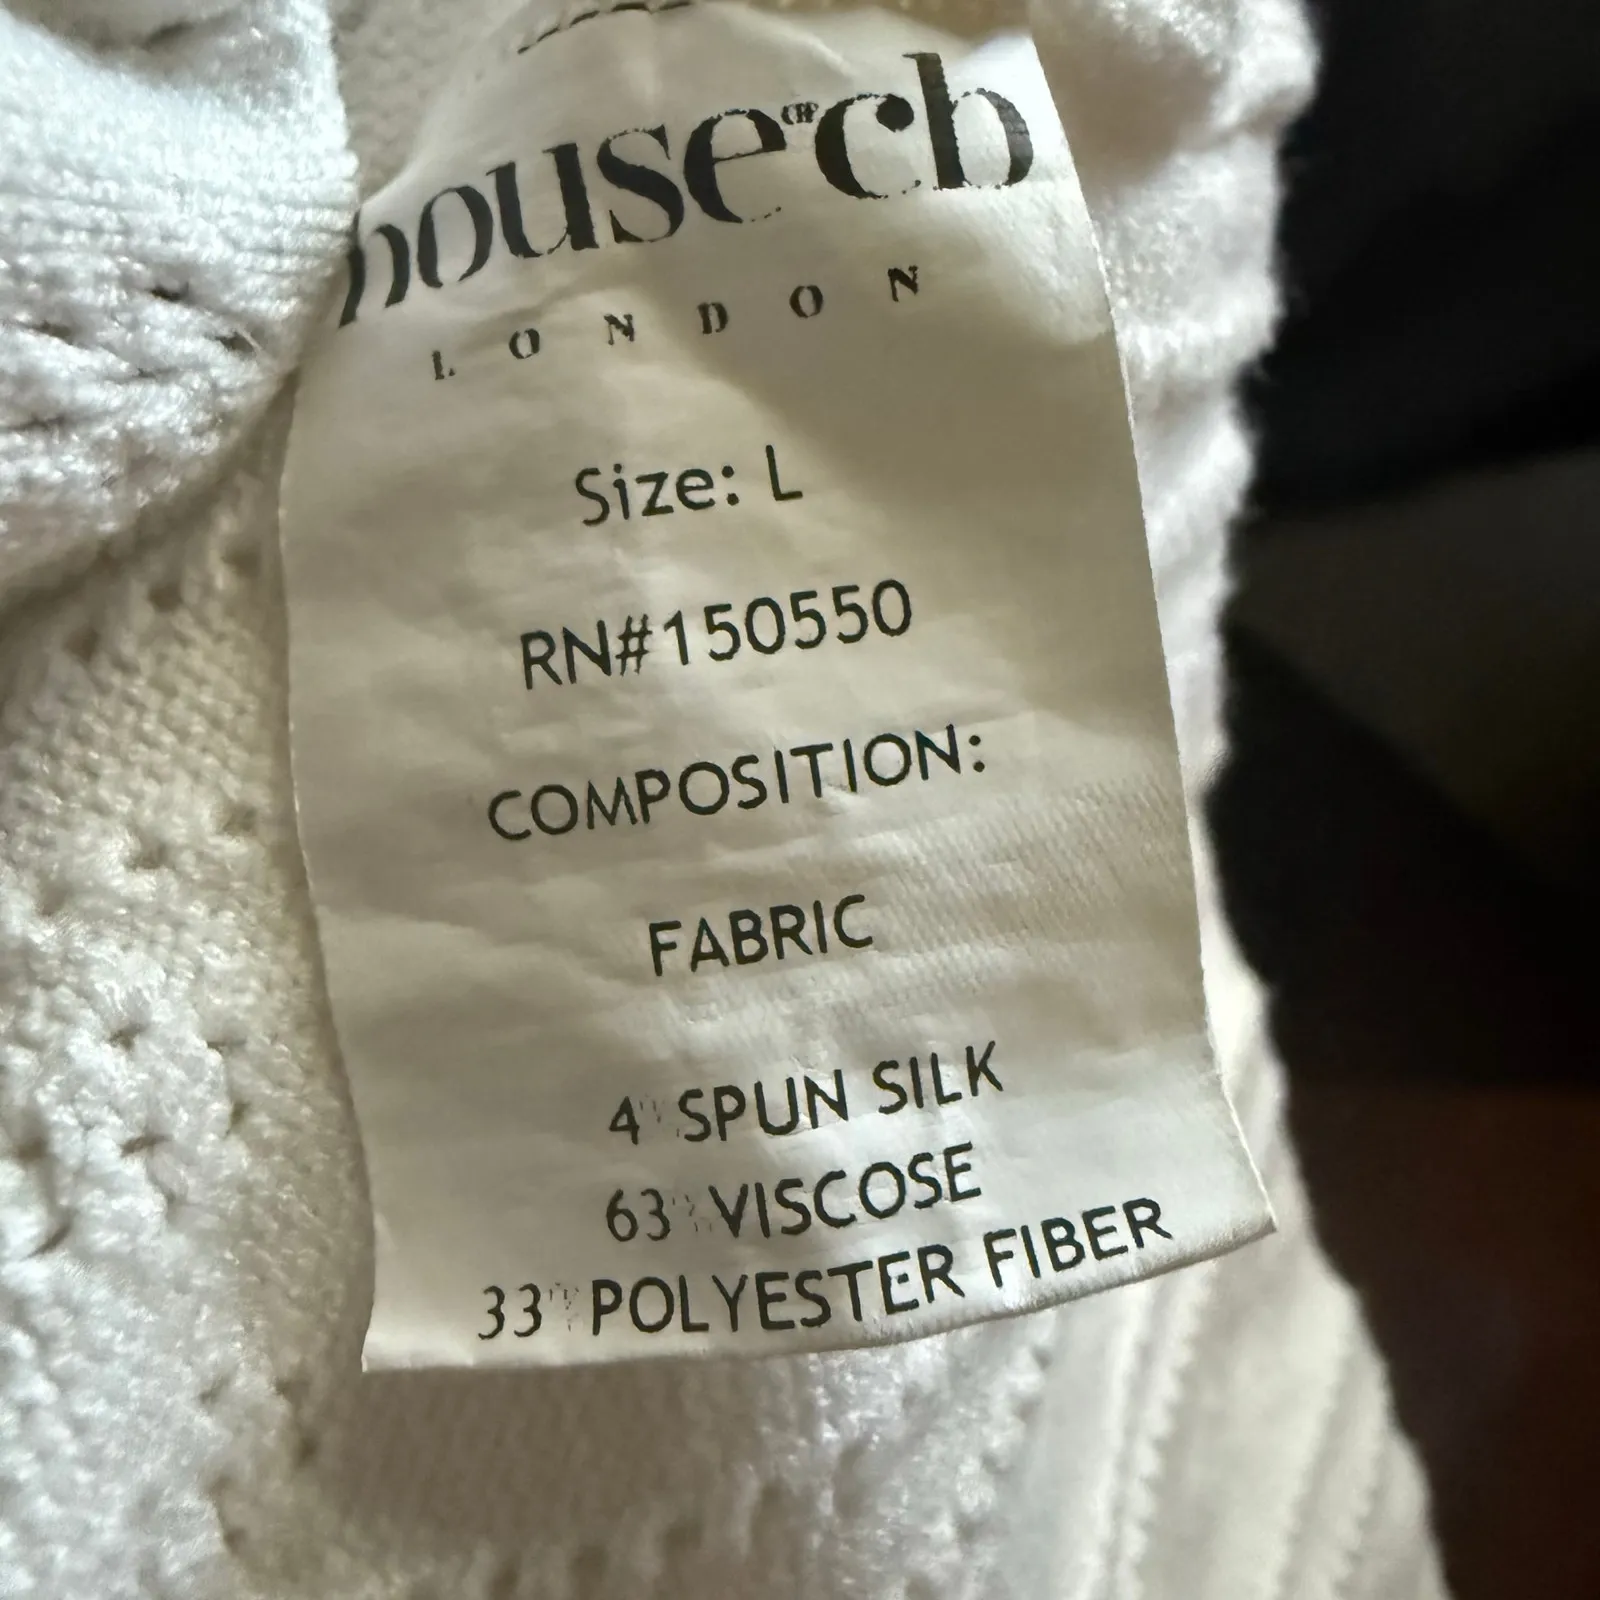 house of cb
LONDON
Size: L
RN#150550
COMPOSITION:
FABRIC
4% SPUN SILK
63% VISCOSE
33% POLYESTER FIBER